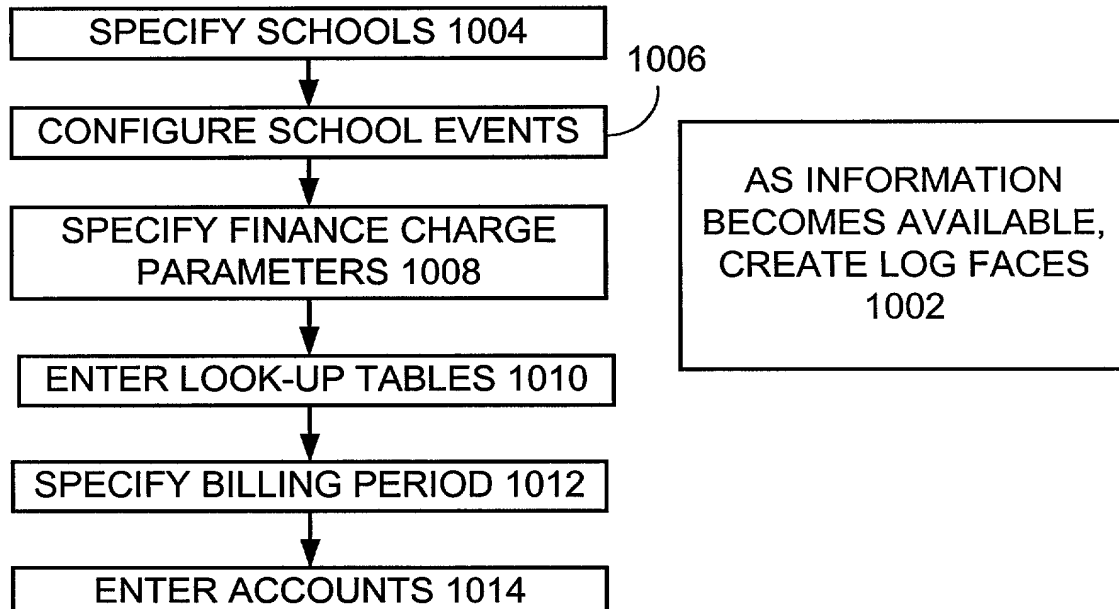 SPECIFY SCHOOLS 1004
1006
CONFIGURE SCHOOL EVENTS
SPECIFY FINANCE CHARGE
PARAMETERS 1008
ENTER LOOK-UP TABLES 1010
SPECIFY BILLING PERIOD 1012
ENTER ACCOUNTS 1014
AS INFORMATION
BECOMES AVAILABLE,
CREATE LOG FACES
1002